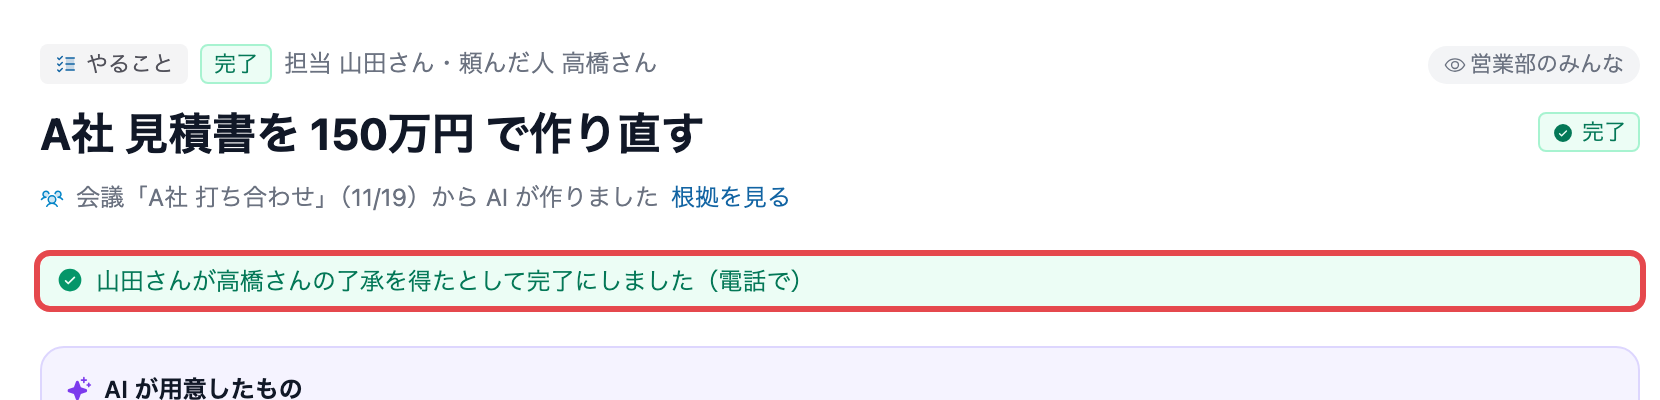 やること 完了 担当 山田さん・頼んだ人 高橋さん 営業部のみんな
A社 見積書を 150万円 で作り直す 完了
会議「A社 打ち合わせ」（11/19）から AI が作りました 根拠を見る
山田さんが高橋さんの了承を得たとして完了にしました（電話で）
AI が用意したもの